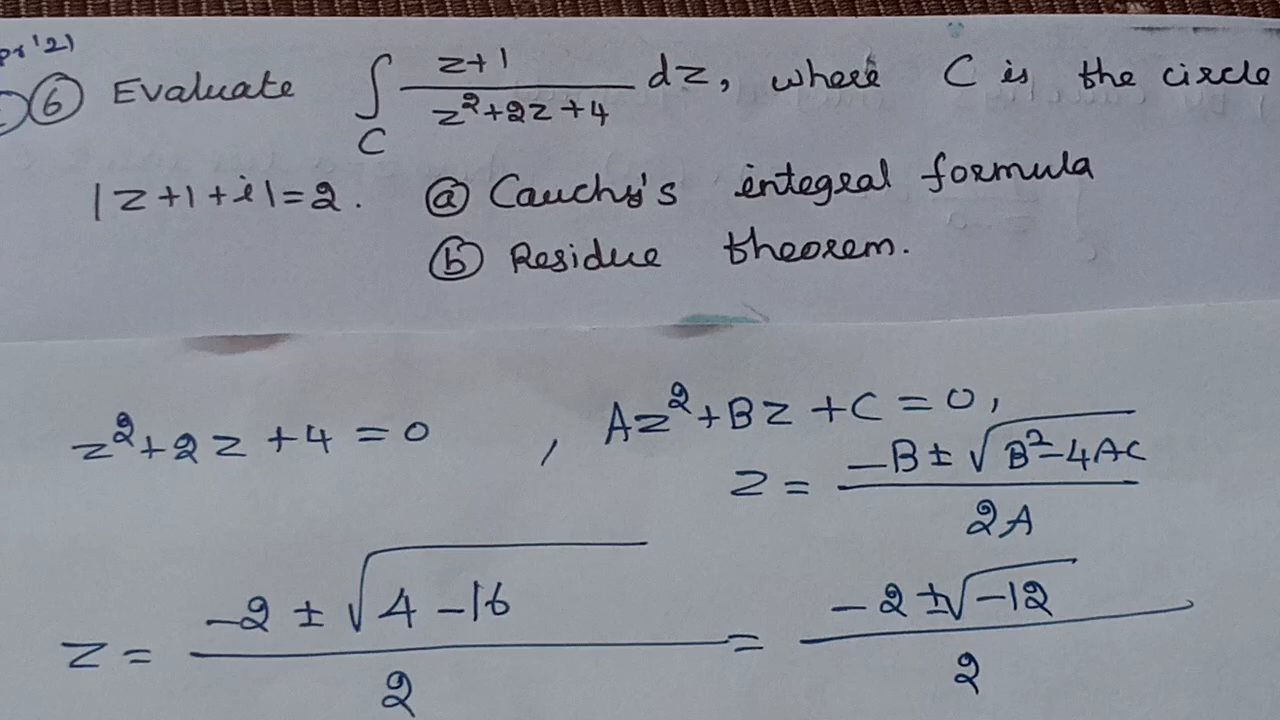 ⑥ Evaluate ∫_C (z+1)/(z²+2z+4) dz, where C is the circle
|z+1+i|=2. ⓐ Cauchy's integral formula
ⓑ Residue theorem.
z²+2z+4=0, Az²+Bz+C=0,
z = (-B±√(B²-4AC))/(2A)
z = (-2±√(4-16))/2 = (-2±√(-12))/2